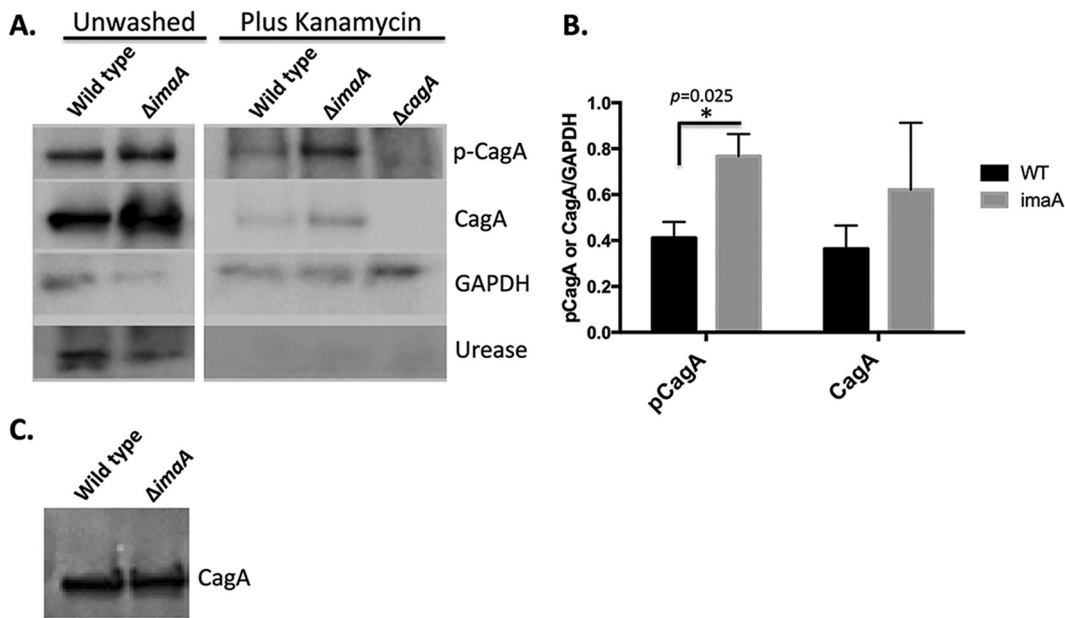 A.
Unwashed
Plus Kanamycin
Wild type
ΔimaA
Wild type
ΔimaA
ΔcagA
p-CagA
CagA
GAPDH
Urease
B.
p=0.025
*
pCagA or CagA/GAPDH
1.0
0.8
0.6
0.4
0.2
0.0
pCagA
CagA
WT
imaA
C.
Wild type
ΔimaA
CagA